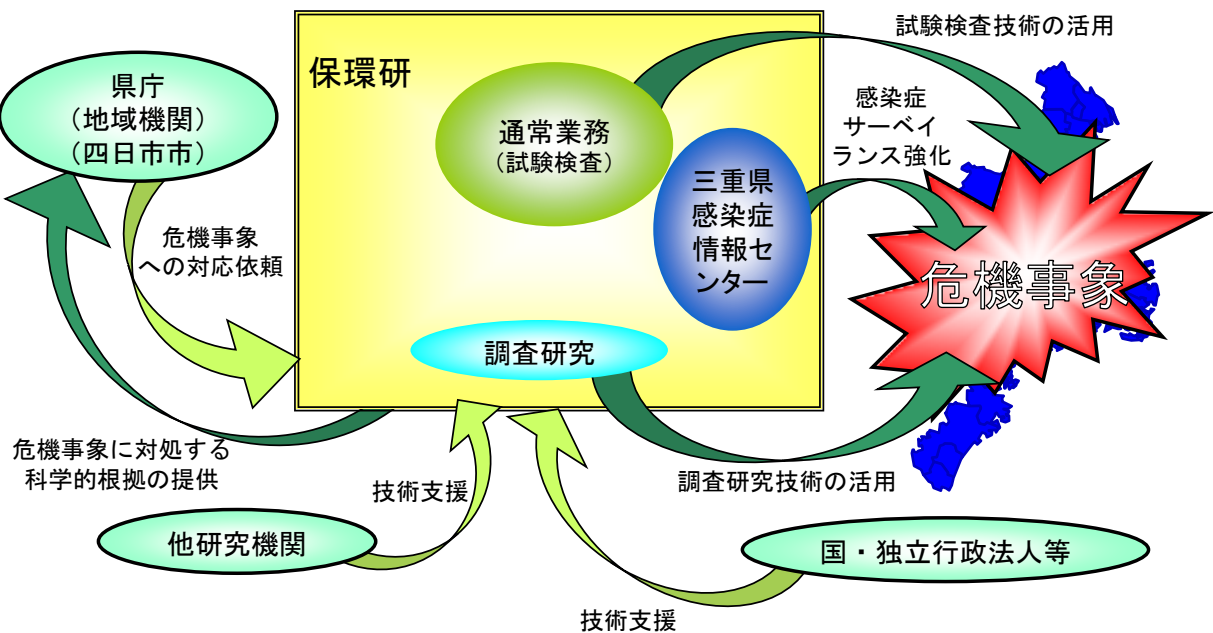 試験検査技術の活用
保環研
県庁
（地域機関）
（四日市市）
通常業務
（試験検査）
感染症
サーベイ
ランス強化
三重県
感染症
情報セ
ンター
危機事象
への対応依頼
危機事象
調査研究
危機事象に対処する
科学的根拠の提供
技術支援
調査研究技術の活用
他研究機関
国・独立行政法人等
技術支援